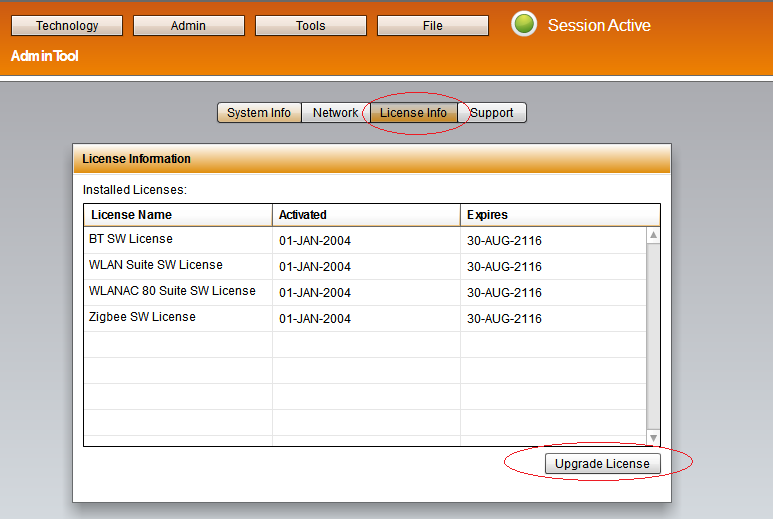 Technology Admin Tools File Session Active
Admin Tool
System Info Network License Info Support
License Information
Installed Licenses:
License Name Activated Expires
BT SW License 01-JAN-2004 30-AUG-2116
WLAN Suite SW License 01-JAN-2004 30-AUG-2116
WLANAC 80 Suite SW License 01-JAN-2004 30-AUG-2116
Zigbee SW License 01-JAN-2004 30-AUG-2116
Upgrade License